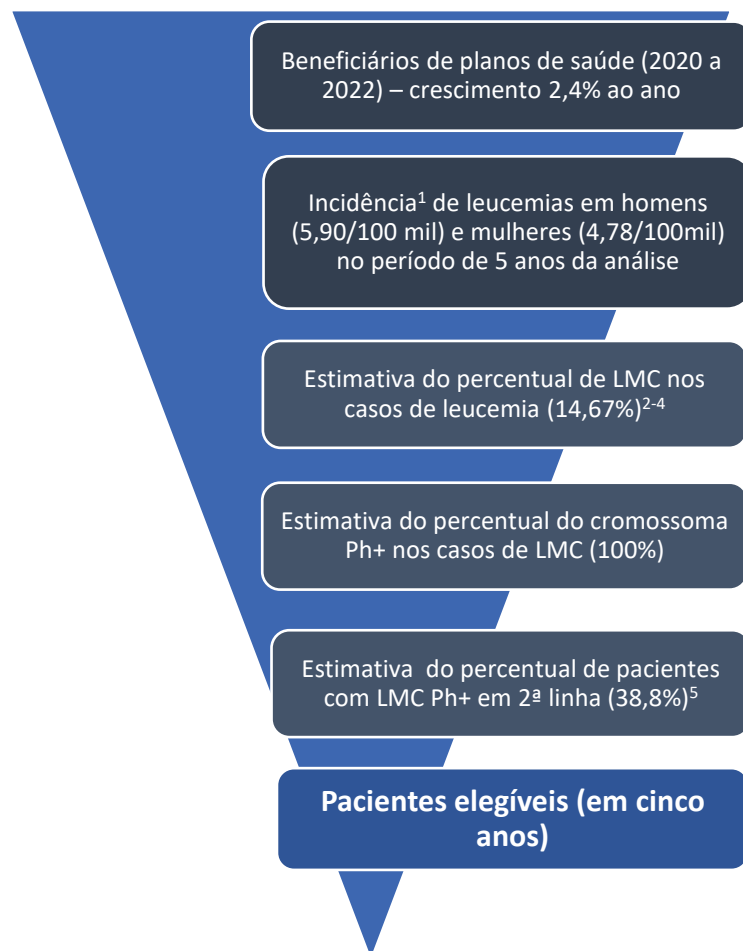 Beneficiários de planos de saúde (2020 a
2022) – crescimento 2,4% ao ano
Incidência¹ de leucemias em homens
(5,90/100 mil) e mulheres (4,78/100mil)
no período de 5 anos da análise
Estimativa do percentual de LMC nos
casos de leucemia (14,67%)²⁻⁴
Estimativa do percentual do cromossoma
Ph+ nos casos de LMC (100%)
Estimativa do percentual de pacientes
com LMC Ph+ em 2ª linha (38,8%)⁵
Pacientes elegíveis (em cinco
anos)